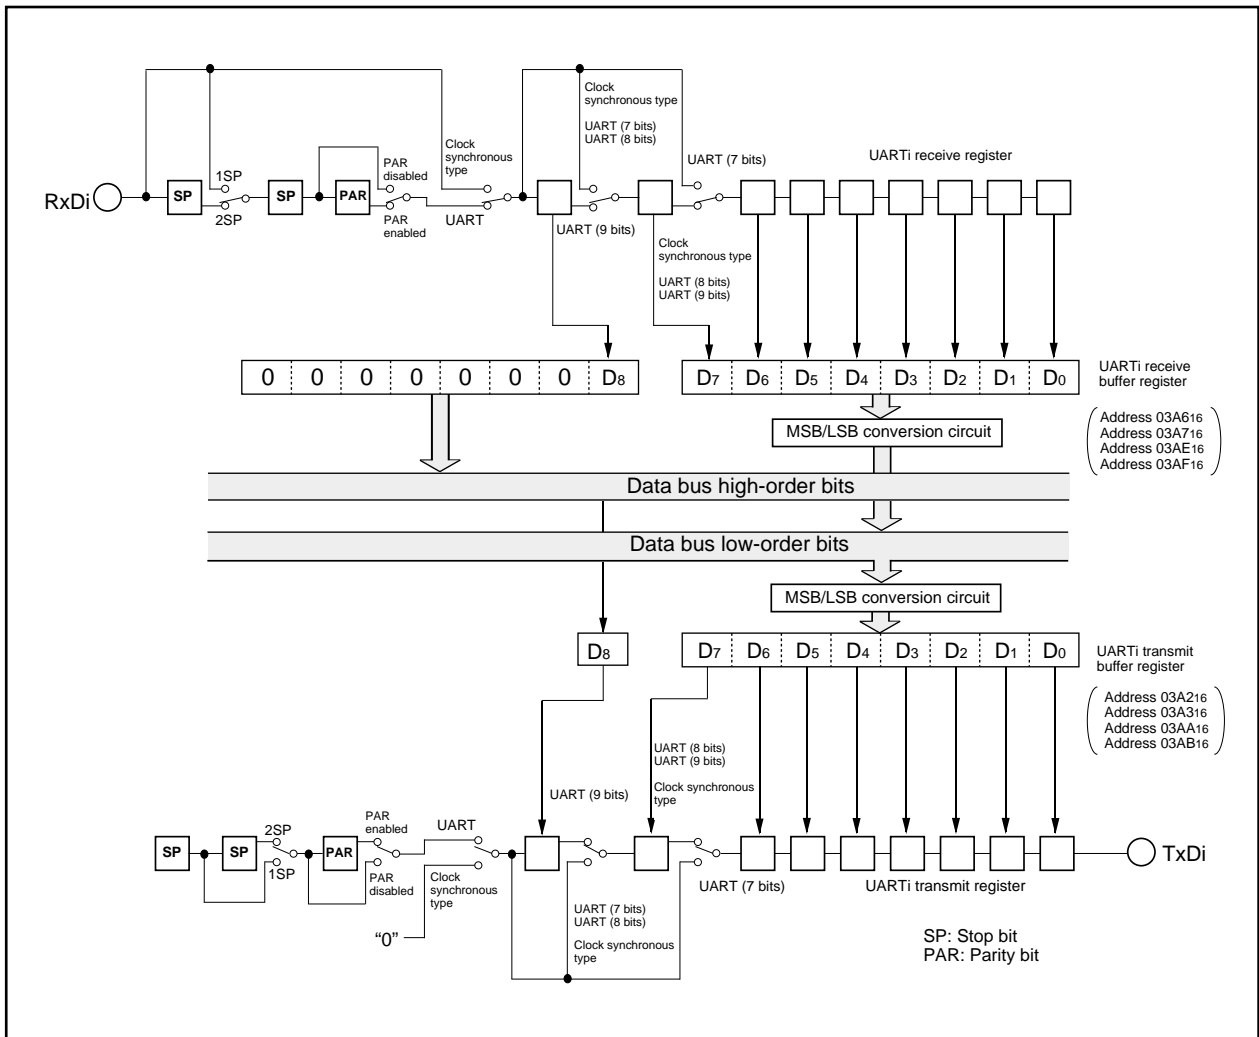 Clock
synchronous type
UART (7 bits)
UART (8 bits)
Clock
synchronous
type
PAR
disabled
UART (7 bits)
UARTi receive register
1SP
RxDi
SP
SP
PAR
2SP
PAR
enabled
UART
UART (9 bits)
Clock
synchronous type
UART (8 bits)
UART (9 bits)
0 0 0 0 0 0 0 D8
D7 D6 D5 D4 D3 D2 D1 D0
UARTi receive
buffer register
MSB/LSB conversion circuit
Address 03A616
Address 03A716
Address 03AE16
Address 03AF16
Data bus high-order bits
Data bus low-order bits
MSB/LSB conversion circuit
D8
D7 D6 D5 D4 D3 D2 D1 D0
UARTi transmit
buffer register
Address 03A216
Address 03A316
Address 03AA16
Address 03AB16
UART (8 bits)
UART (9 bits)
Clock synchronous
type
UART (9 bits)
PAR
enabled
2SP
UART
SP
SP
PAR
TxDi
1SP
PAR
disabled
Clock
synchronous
type
UART (7 bits)
UARTi transmit register
"0"
UART (7 bits)
UART (8 bits)
Clock synchronous
type
SP: Stop bit
PAR: Parity bit